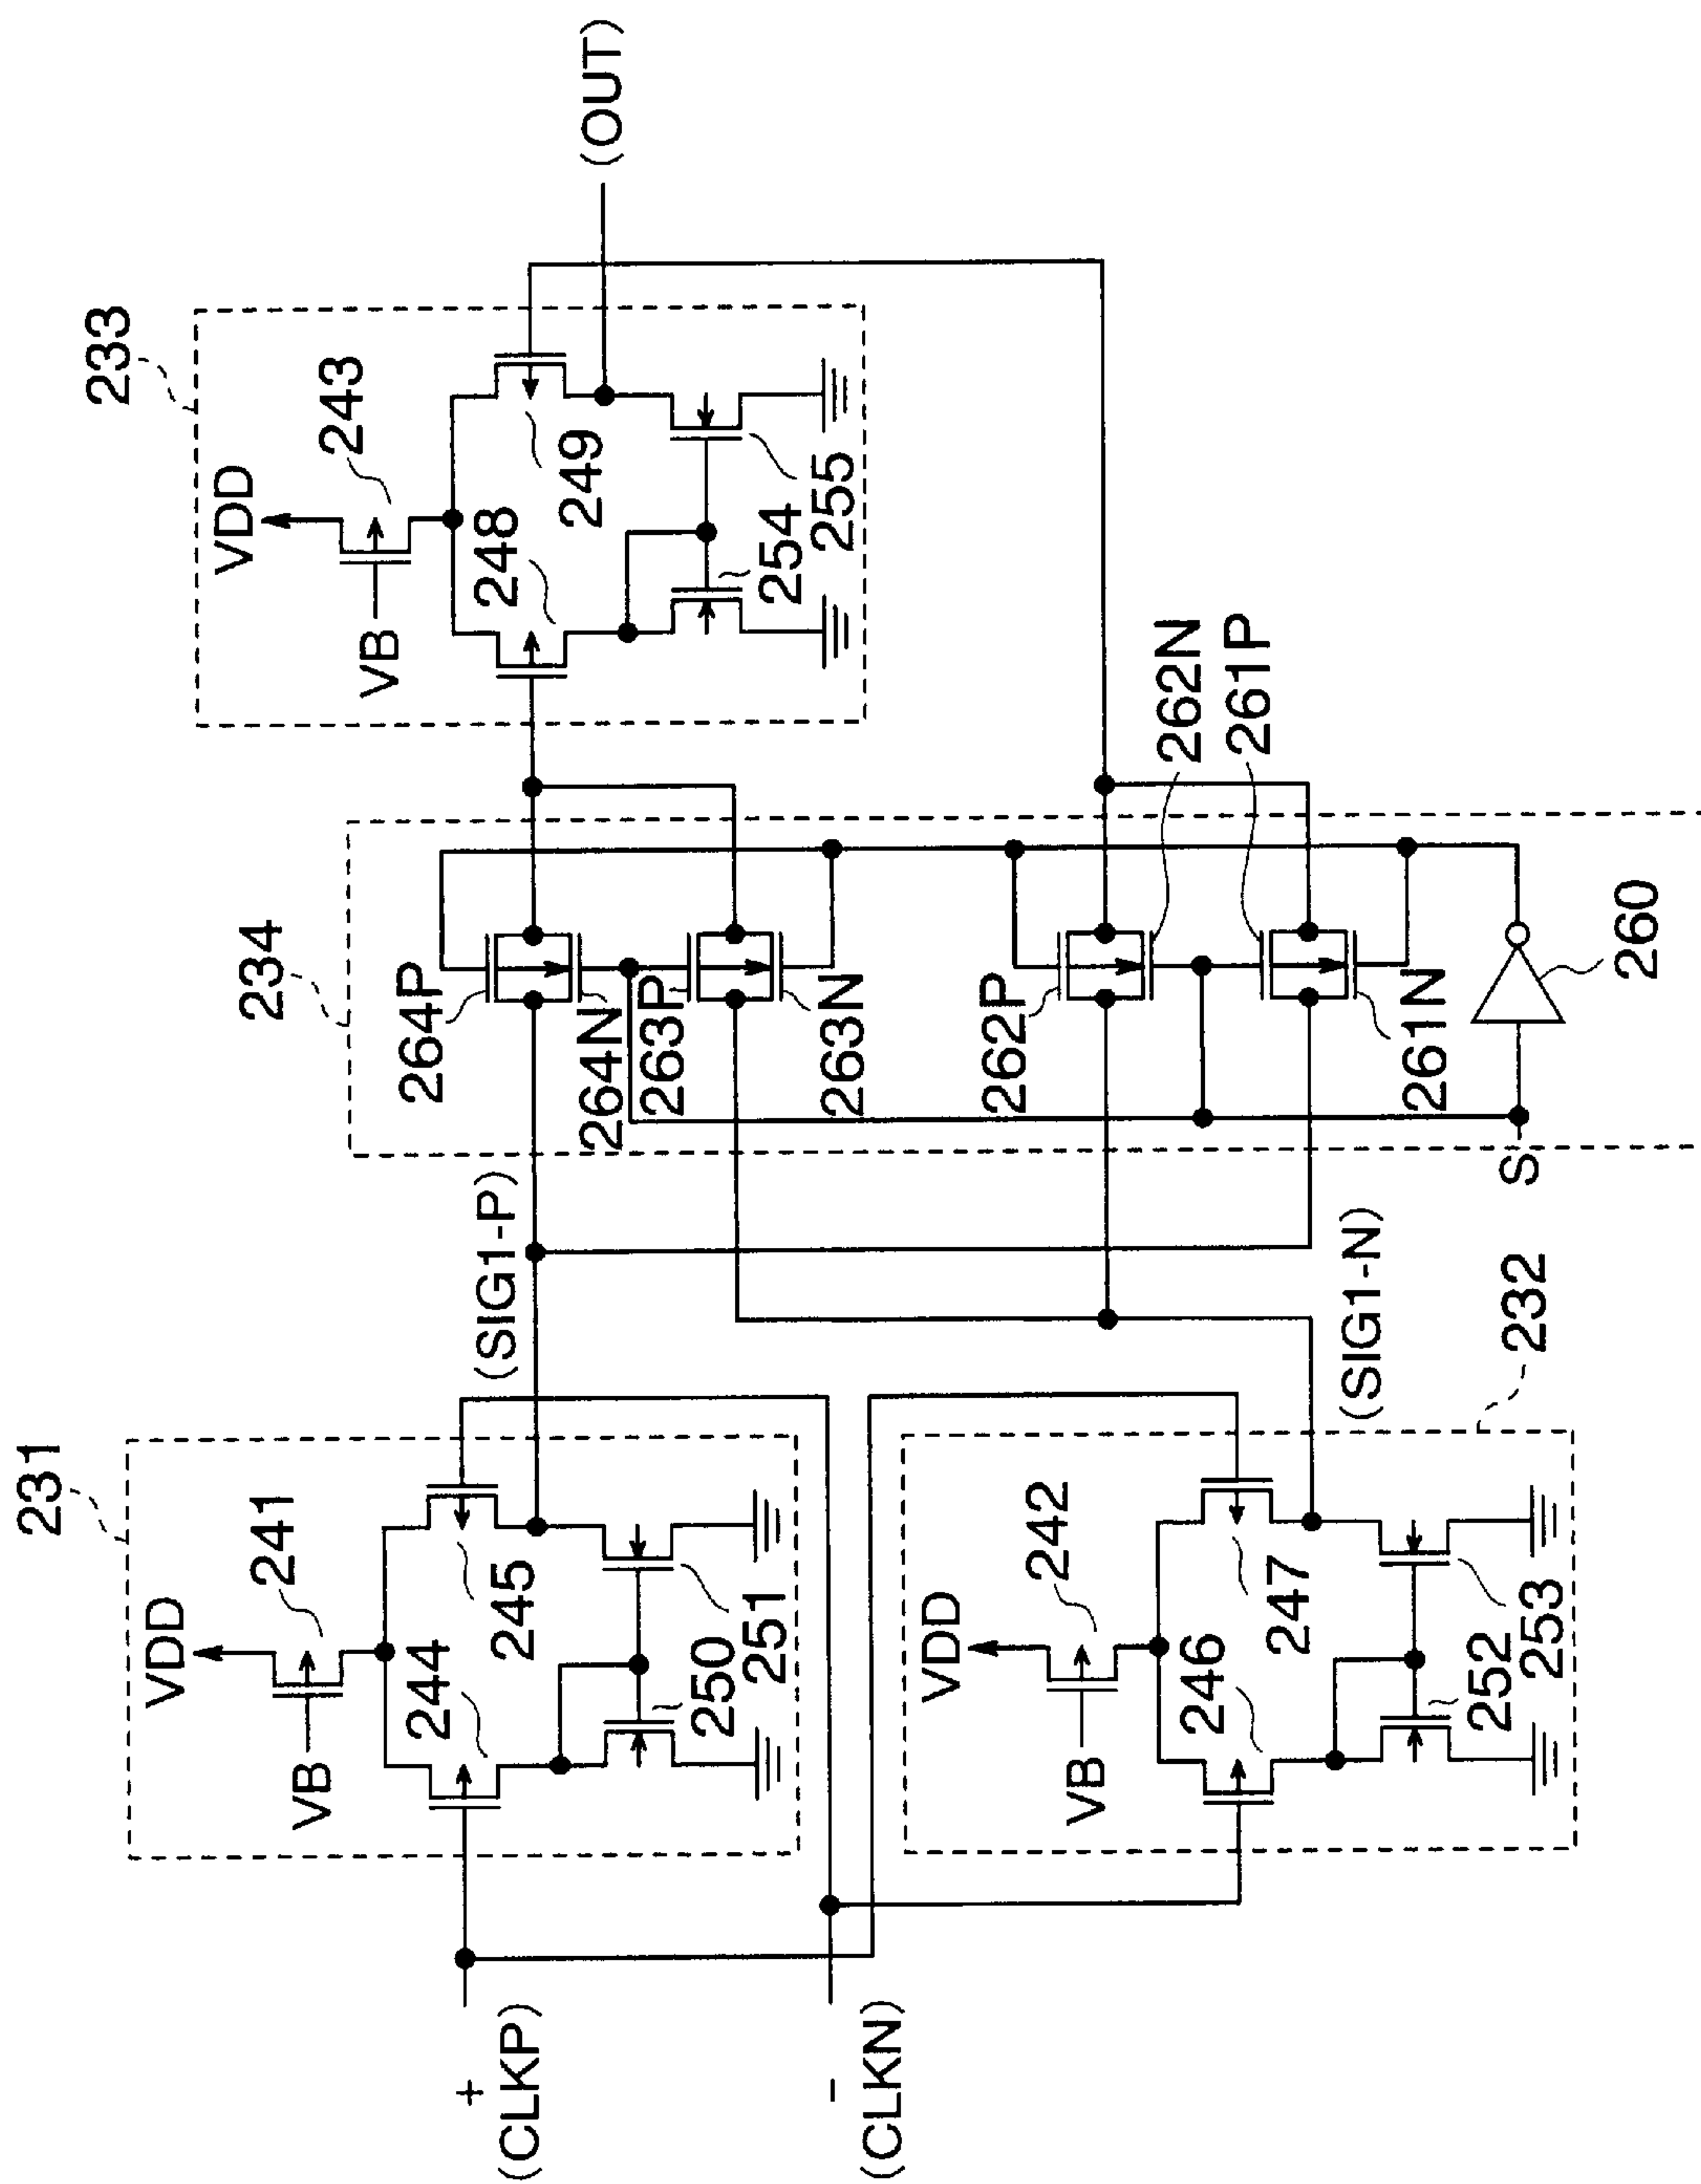 231
VDD
241
VB
244
245
250
251
+
(CLKP)
−
(CLKN)
232
VDD
242
VB
246
247
252
253
(SIG1-P)
(SIG1-N)
234
264P
264N
263P
263N
262P
262N
261P
261N
260
S
233
VDD
243
VB
248
249
254
255
(OUT)